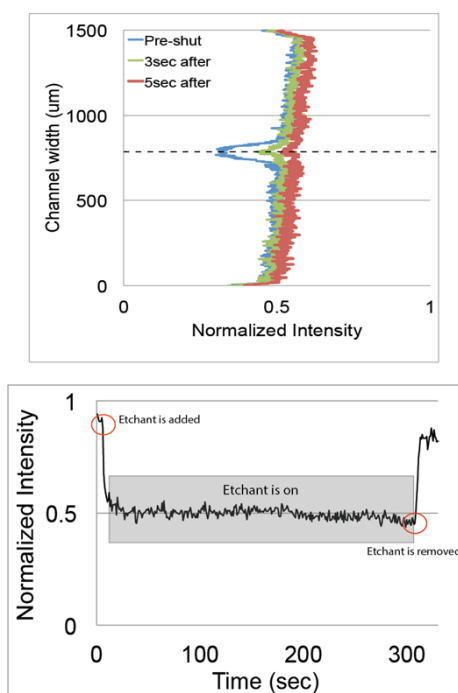 1500
Pre-shut
3sec after
5sec after
1000
Channel width (um)
500
0
0
0.5
1
Normalized Intensity
1
Etchant is added
Normalized Intensity
Etchant is on
0.5
Etchant is removed
0
0
100
200
300
Time (sec)